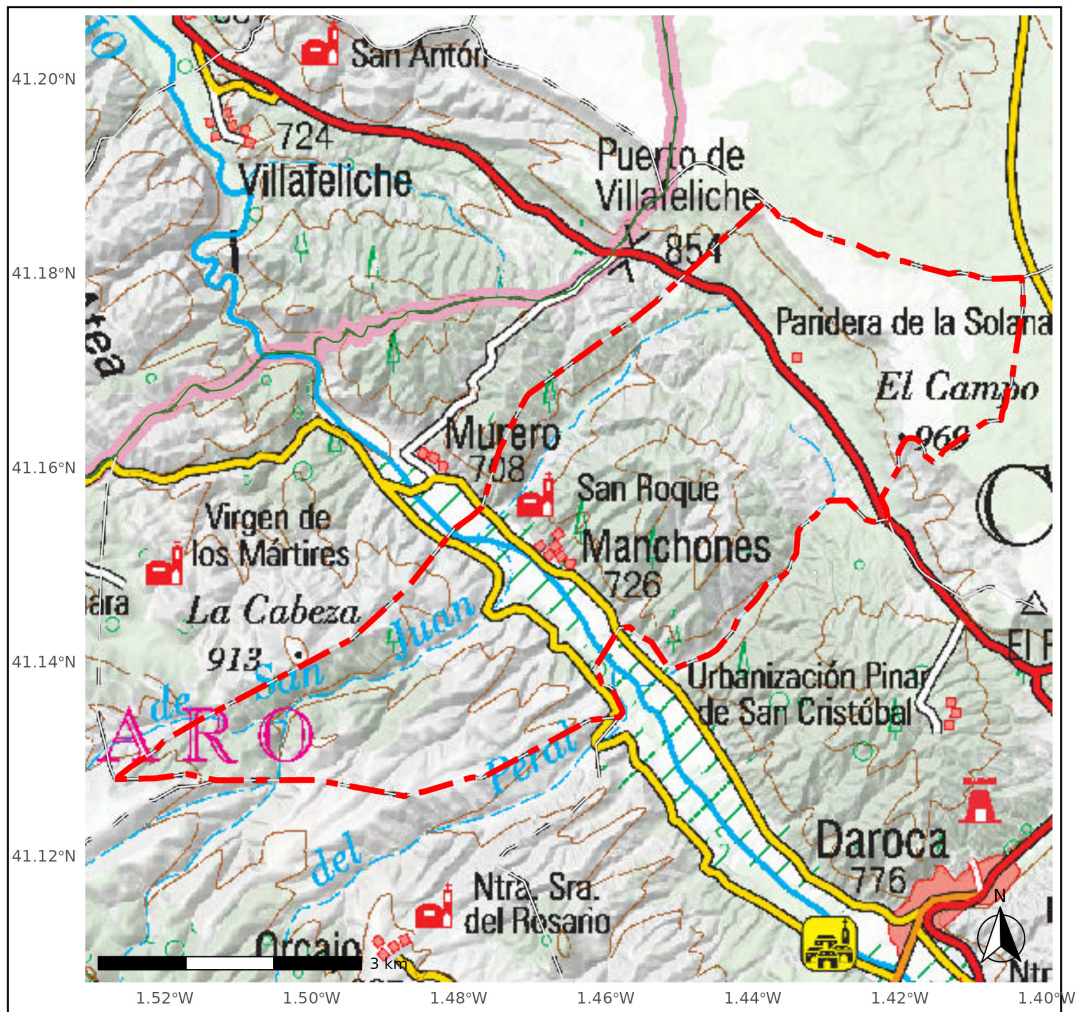 41.20°N
41.18°N
41.16°N
41.14°N
41.12°N
San Antón
724
Villafeliche
Puerto de
Villafeliche
854
Paridera de la Solana
El Campo
969
Murero
708
San Roque
Manchones
726
Virgen de
los Mártires
La Cabeza
913
de San Juan
ARO
Urbanización Pinar
de San Cristóbal
del Peral
Daroca
776
Ntra. Sra.
del Rosario
Orcajo
C
N
3 km
1.52°W
1.50°W
1.48°W
1.46°W
1.44°W
1.42°W
1.40°W